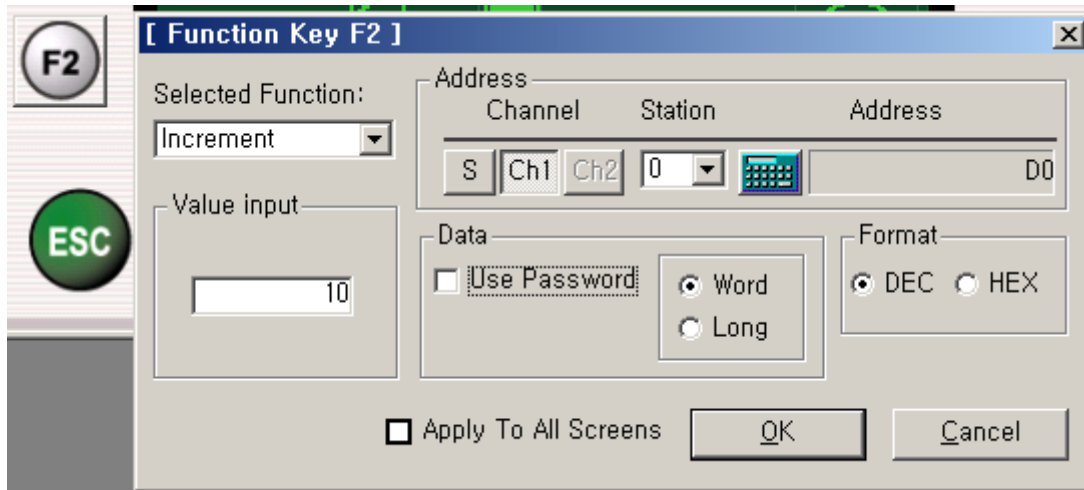 F2
ESC
[ Function Key F2 ]
Selected Function:
Increment
Value input
10
Address
Channel Station Address
S Ch1 Ch2 0 D0
Data
Use Password
Word
Long
Format
DEC HEX
Apply To All Screens
OK Cancel